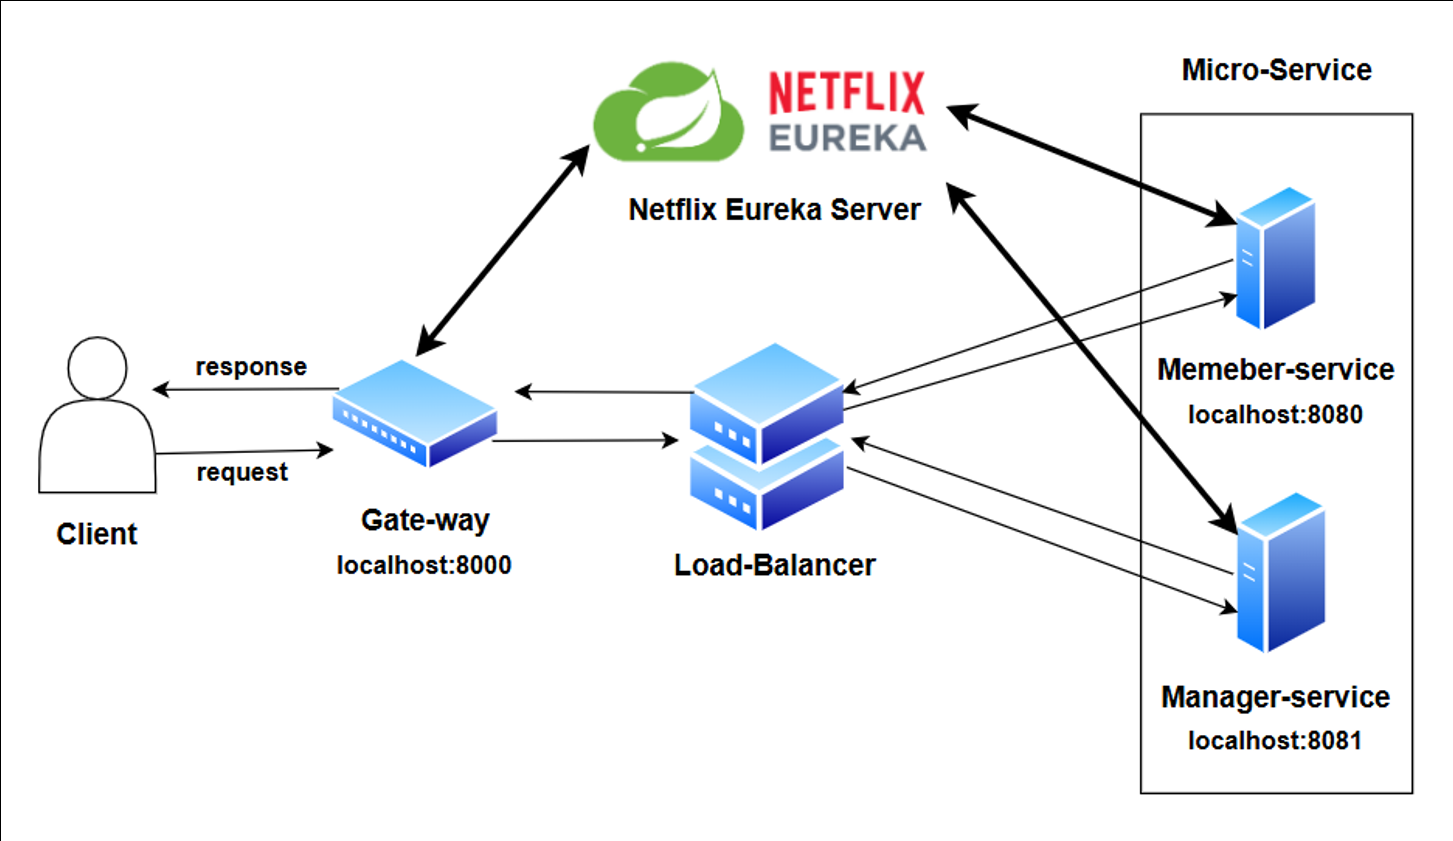 NETFLIX
EUREKA
Netflix Eureka Server
Micro-Service
response
request
Client
Gate-way
localhost:8000
Load-Balancer
Memeber-service
localhost:8080
Manager-service
localhost:8081